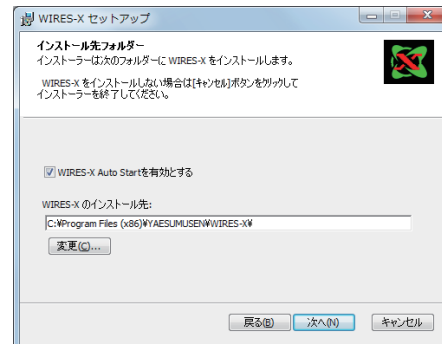 WIRES-X セットアップ
インストール先フォルダー
インストーラーは次のフォルダーに WIRES-X をインストールします。
WIRES-X をインストールしない場合は[キャンセル]ボタンをクリックして
インストーラーを終了してください。
WIRES-X Auto Startを有効とする
WIRES-X のインストール先:
C:¥Program Files (x86)¥YAESUMUSEN¥WIRES-X¥
変更(C)...
戻る(B)
次へ(N)
キャンセル